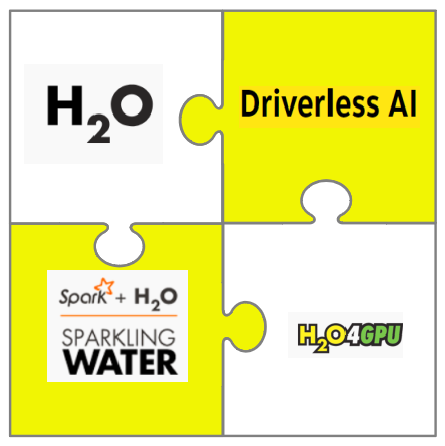 H2O
Driverless AI
Spark + H2O
SPARKLING
WATER
H2O4GPU